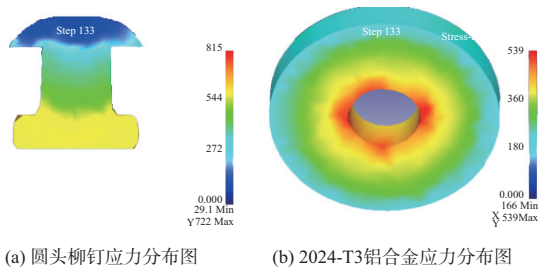 Step 133
815
544
272
0.000
29.1 Min
Y722 Max
Step 133
Stress-
539
360
180
0.000
166 Min
X 539Max
Y
(a) 圆头柳钉应力分布图
(b) 2024-T3铝合金应力分布图